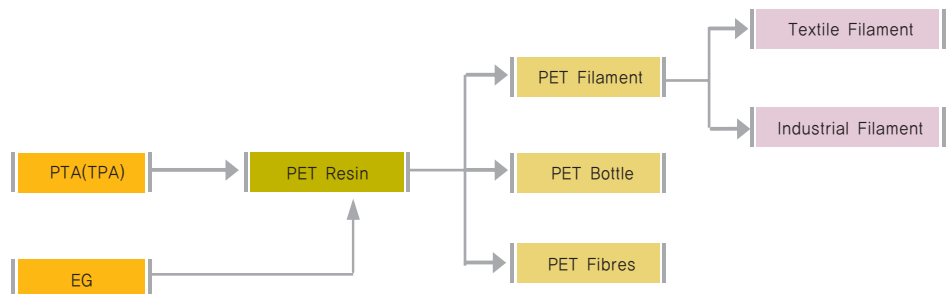 Textile Filament
PET Filament
Industrial Filament
PTA(TPA)
PET Resin
PET Bottle
PET Fibres
EG